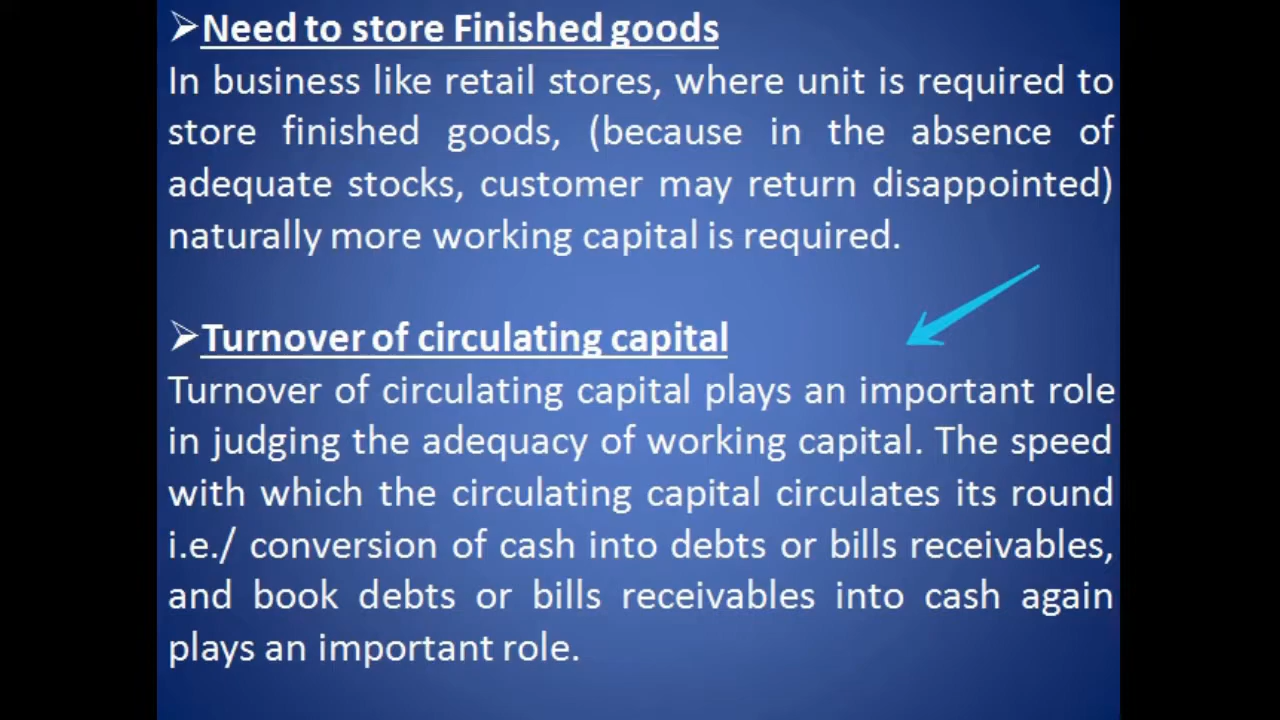 ➢Need to store Finished goods
In business like retail stores, where unit is required to
store finished goods, (because in the absence of
adequate stocks, customer may return disappointed)
naturally more working capital is required.
➢Turnover of circulating capital
Turnover of circulating capital plays an important role
in judging the adequacy of working capital. The speed
with which the circulating capital circulates its round
i.e./ conversion of cash into debts or bills receivables,
and book debts or bills receivables into cash again
plays an important role.